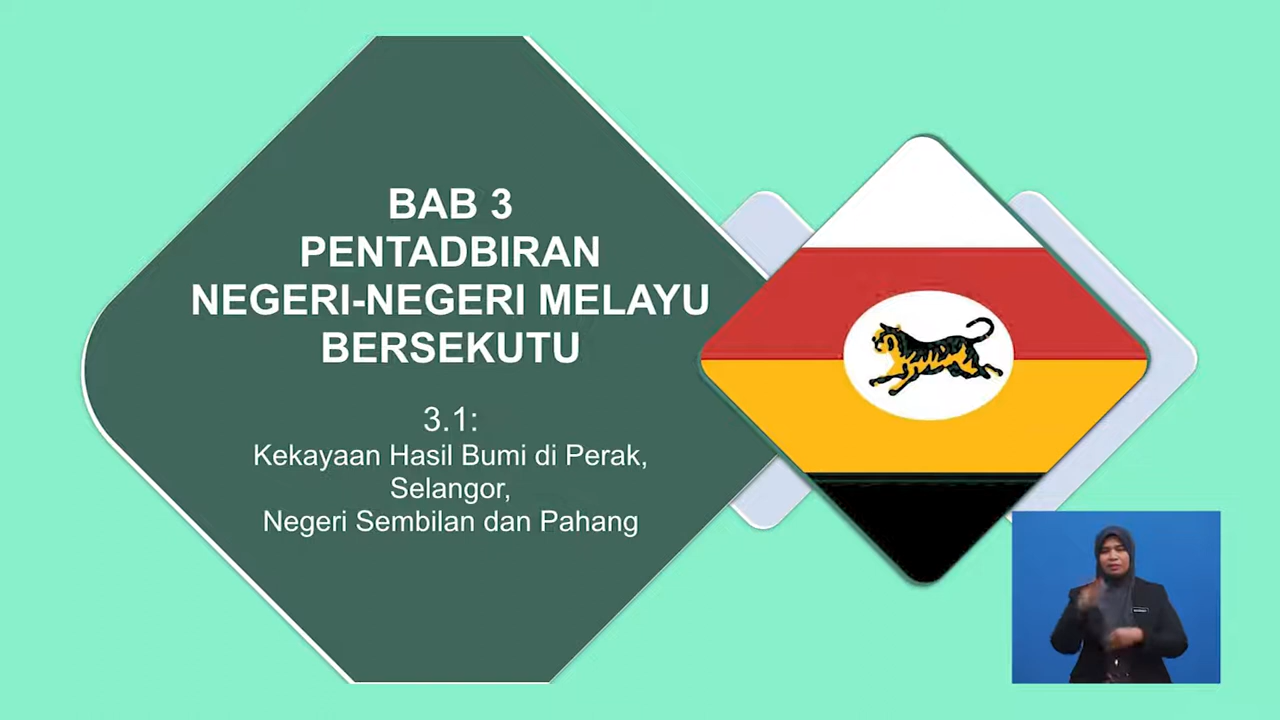 BAB 3
PENTADBIRAN
NEGERI-NEGERI MELAYU
BERSEKUTU
3.1:
Kekayaan Hasil Bumi di Perak,
Selangor,
Negeri Sembilan dan Pahang